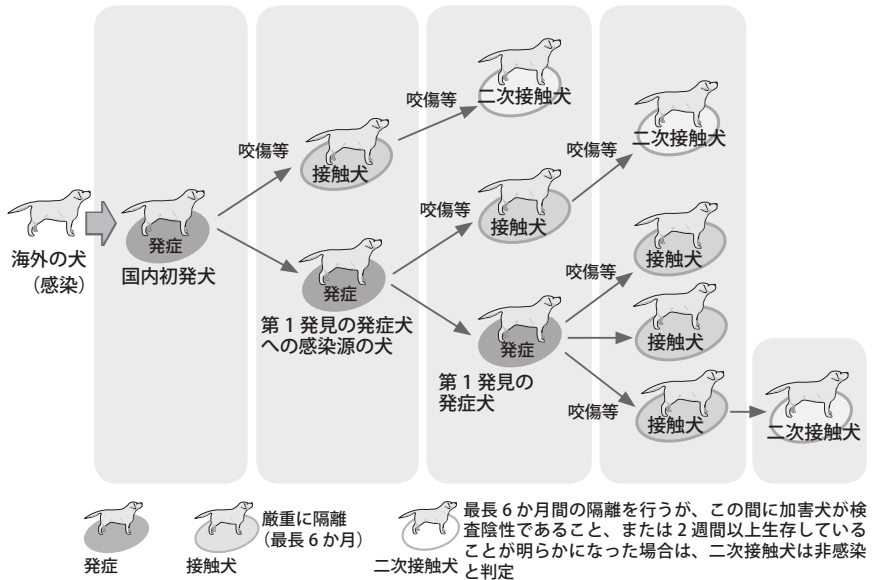 海外の犬
（感染）
発症
国内初発犬
咬傷等
接触犬
発症
第1発見の発症犬
への感染源の犬
咬傷等
二次接触犬
咬傷等
接触犬
発症
第1発見の
発症犬
咬傷等
二次接触犬
咬傷等
接触犬
接触犬
咬傷等
接触犬
二次接触犬
発症
接触犬
厳重に隔離
（最長6か月）
二次接触犬
最長6か月間の隔離を行うが、この間に加害犬が検
査陰性であること、または2週間以上生存している
ことが明らかになった場合は、二次接触犬は非感染
と判定